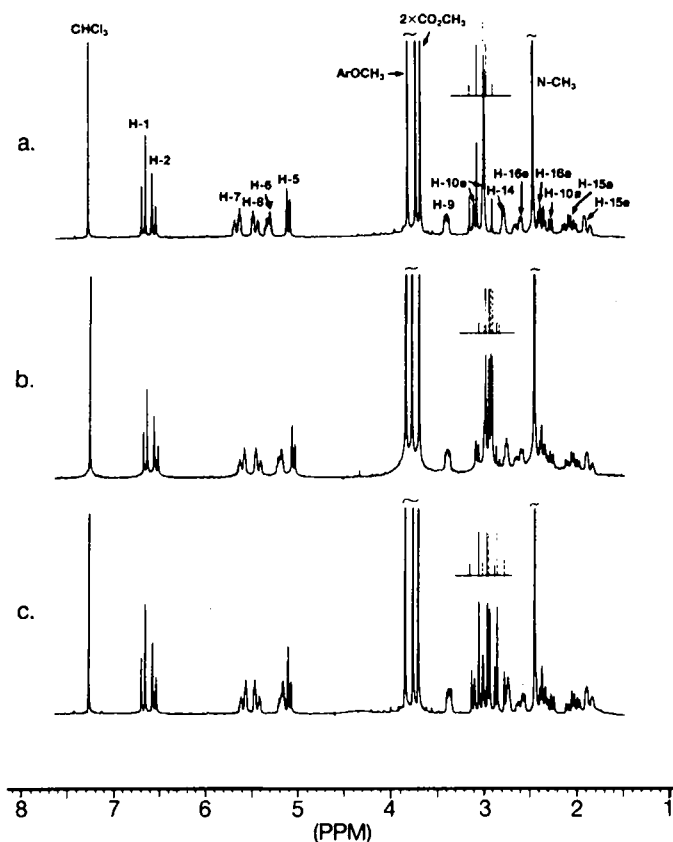 CHCl₃
2×CO₂CH₃
~
~
ArOCH₃
N-CH₃
a.
H-1
H-2
H-7
H-8
H-6
H-5
H-9
H-10e
H-14
H-16e
H-16a
H-10a
H-15a
H-15e
~
~
b.
~
~
c.
8 7 6 5 4 3 2 1
(PPM)